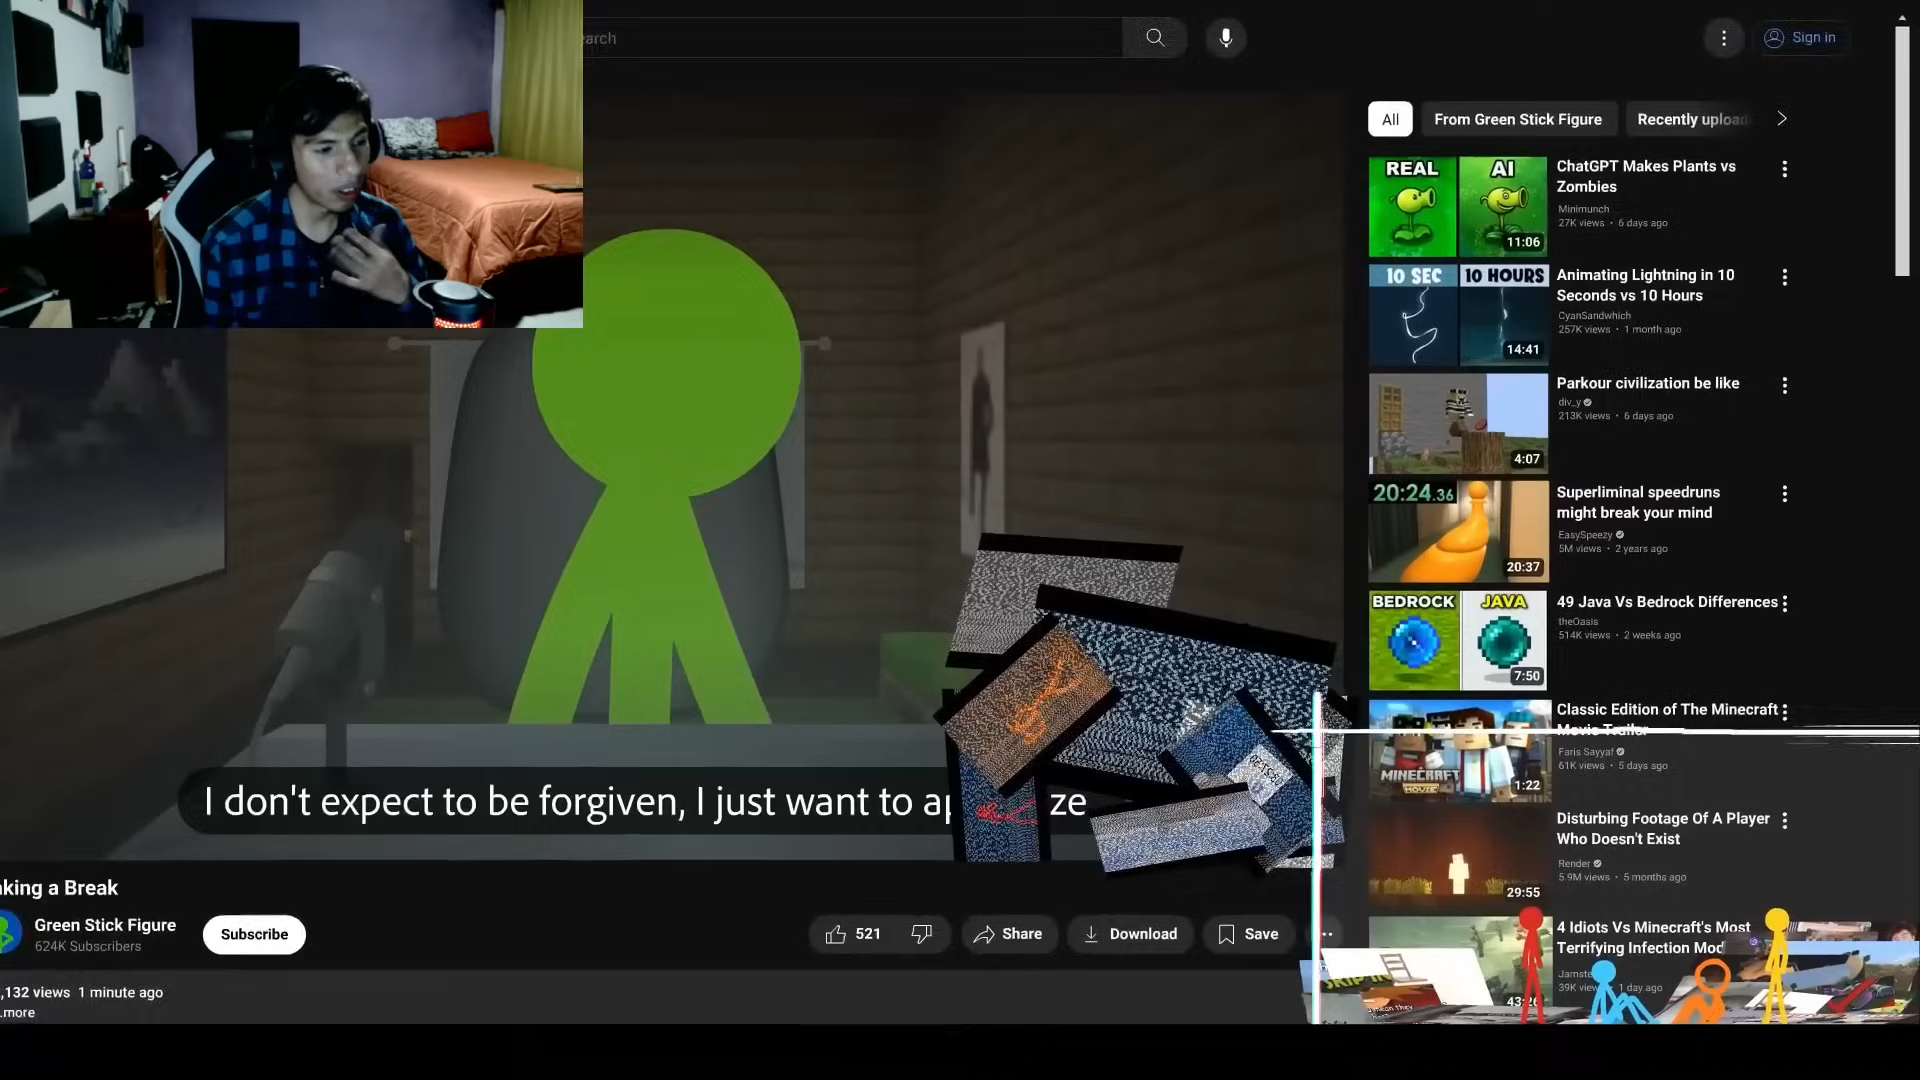 arch
Sign in
All
From Green Stick Figure
Recently upload
REAL
AI
11:06
ChatGPT Makes Plants vs
Zombies
Minimunch
27K views • 6 days ago
10 SEC
10 HOURS
14:41
Animating Lightning in 10
Seconds vs 10 Hours
CyanSandwhich
257K views • 1 month ago
4:07
Parkour civilization be like
div_y
213K views • 6 days ago
20:24.36
20:37
Superliminal speedruns
might break your mind
EasySpeezy
5M views • 2 years ago
BEDROCK
JAVA
7:50
49 Java Vs Bedrock Differences
theOasis
514K views • 2 weeks ago
MINECRAFT
MOVIE
1:22
Classic Edition of The Minecraft
Movie Trailer
Faris Sayyaf
61K views • 5 days ago
29:55
Disturbing Footage Of A Player
Who Doesn't Exist
Render
5.9M views • 5 months ago
4 Idiots Vs Minecraft's Most
Terrifying Infection Mod
Jamste
39K view • 1 day ago
I don't expect to be forgiven, I just want to ap ze
king a Break
Green Stick Figure
624K Subscribers
Subscribe
521
Share
Download
Save
,132 views 1 minute ago
.more